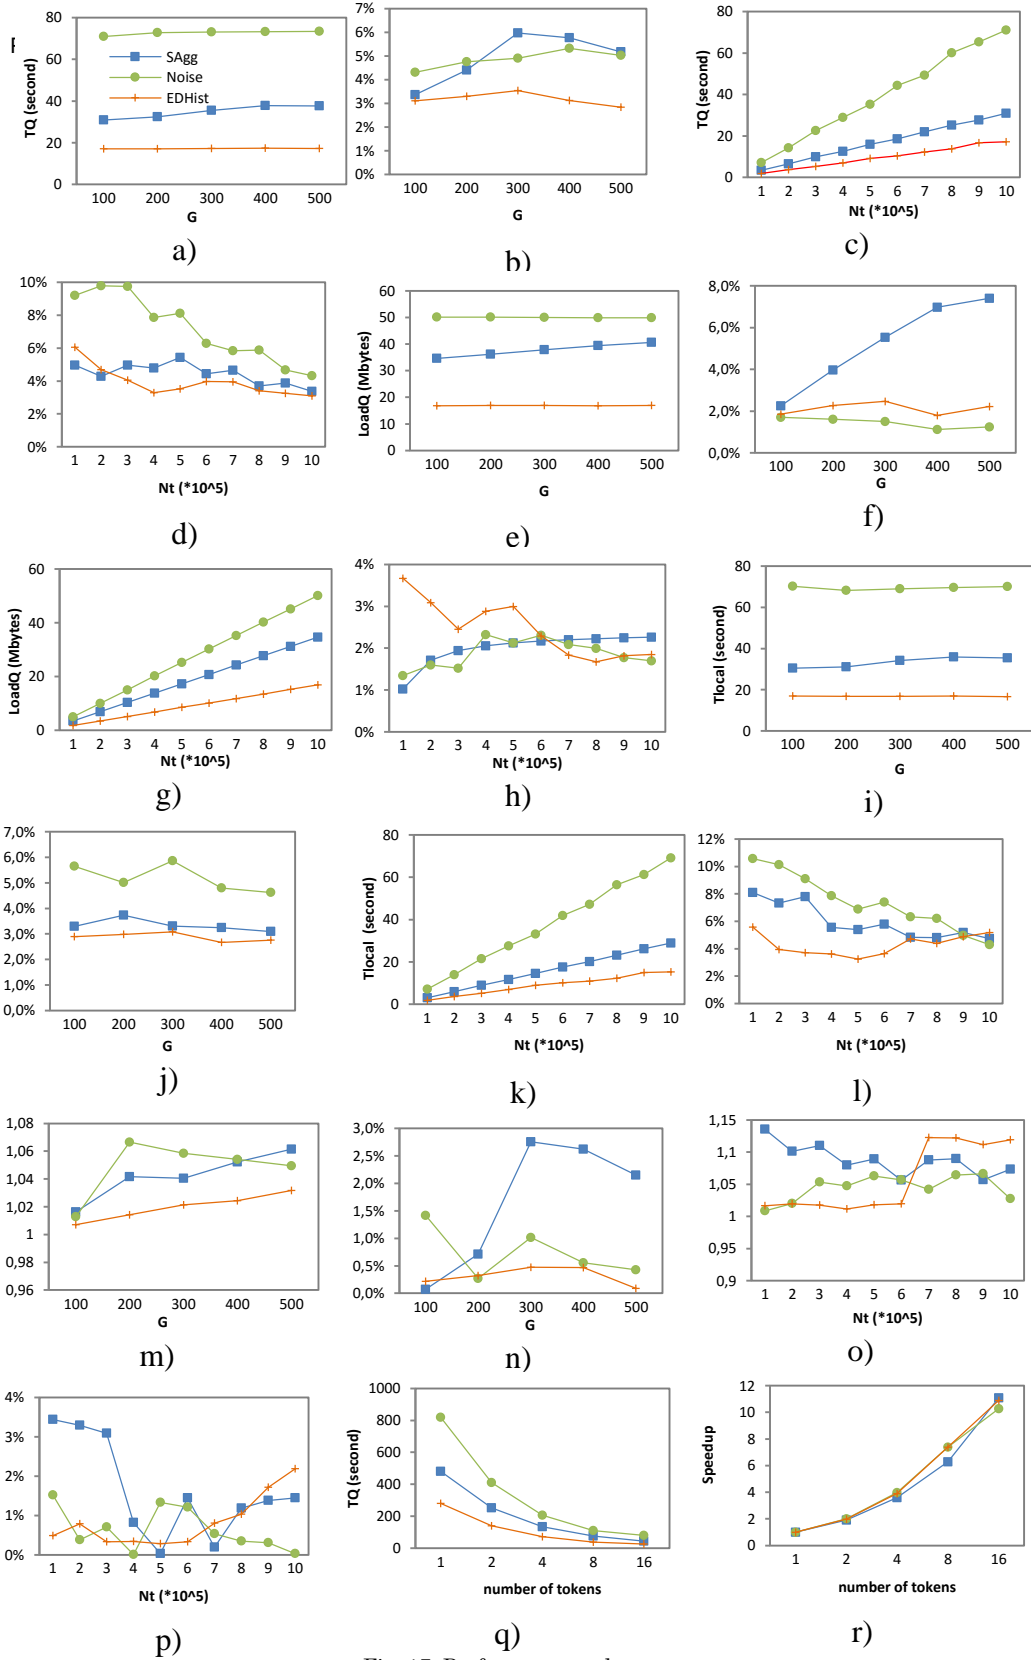 80
60
40
20
0
TQ (second)
SAgg
Noise
EDHist
100 200 300 400 500
G
a)
7%
6%
5%
4%
3%
2%
1%
0%
100 200 300 400 500
G
b)
80
60
40
20
0
TQ (second)
1 2 3 4 5 6 7 8 9 10
Nt (*10^5)
c)
10%
8%
6%
4%
2%
0%
1 2 3 4 5 6 7 8 9 10
Nt (*10^5)
d)
60
50
40
30
20
10
0
LoadQ (Mbytes)
100 200 300 400 500
G
e)
8,0%
6,0%
4,0%
2,0%
0,0%
100 200 300 400 500
G
f)
60
40
20
0
LoadQ (Mbytes)
1 2 3 4 5 6 7 8 9 10
Nt (*10^5)
g)
4%
3%
2%
1%
0%
1 2 3 4 5 6 7 8 9 10
Nt (*10^5)
h)
80
60
40
20
0
Tlocal (second)
100 200 300 400 500
G
i)
7,0%
6,0%
5,0%
4,0%
3,0%
2,0%
1,0%
0,0%
100 200 300 400 500
G
j)
80
60
40
20
0
Tlocal (second)
1 2 3 4 5 6 7 8 9 10
Nt (*10^5)
k)
12%
10%
8%
6%
4%
2%
0%
1 2 3 4 5 6 7 8 9 10
Nt (*10^5)
l)
1,08
1,06
1,04
1,02
1
0,98
0,96
100 200 300 400 500
G
m)
3,0%
2,5%
2,0%
1,5%
1,0%
0,5%
0,0%
100 200 300 400 500
G
n)
1,15
1,1
1,05
1
0,95
0,9
1 2 3 4 5 6 7 8 9 10
Nt (*10^5)
o)
4%
3%
2%
1%
0%
1 2 3 4 5 6 7 8 9 10
Nt (*10^5)
p)
1000
800
600
400
200
0
TQ (second)
1 2 4 8 16
number of tokens
q)
12
10
8
6
4
2
0
Speedup
1 2 4 8 16
number of tokens
r)